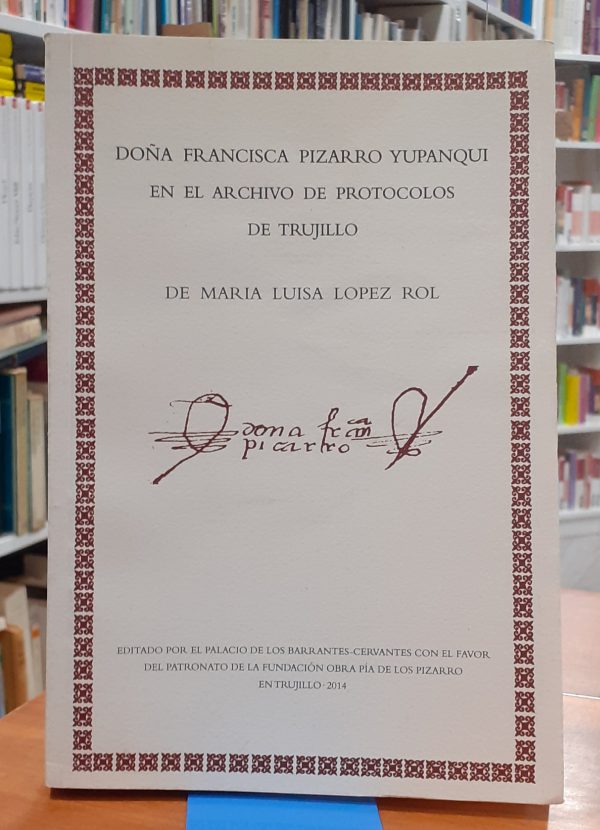 DOÑA FRANCISCA PIZARRO YUPANQUI
EN EL ARCHIVO DE PROTOCOLOS
DE TRUJILLO
DE MARIA LUISA LOPEZ ROL
dona fran ca
picarro
EDITADO POR EL PALACIO DE LOS BARRANTES-CERVANTES CON EL FAVOR
DEL PATRONATO DE LA FUNDACIÓN OBRA PÍA DE LOS PIZARRO
EN TRUJILLO - 2014